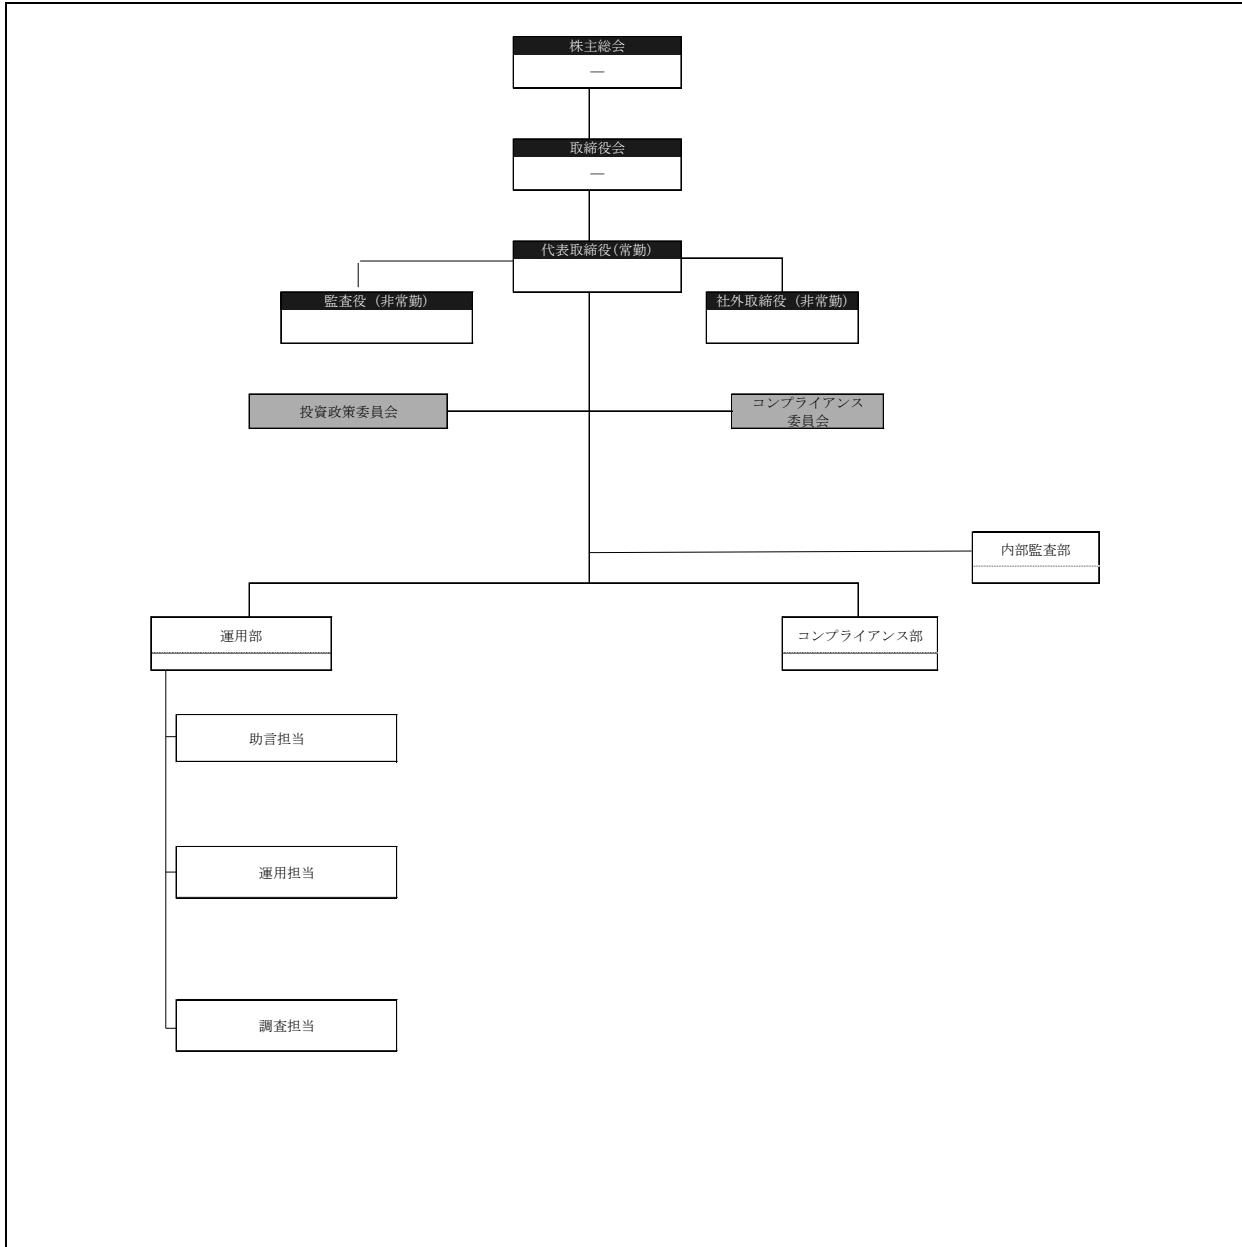 株主総会
―
取締役会
―
代表取締役(常勤)
監査役（非常勤）
社外取締役（非常勤）
投資政策委員会
コンプライアンス
委員会
内部監査部
運用部
コンプライアンス部
助言担当
運用担当
調査担当